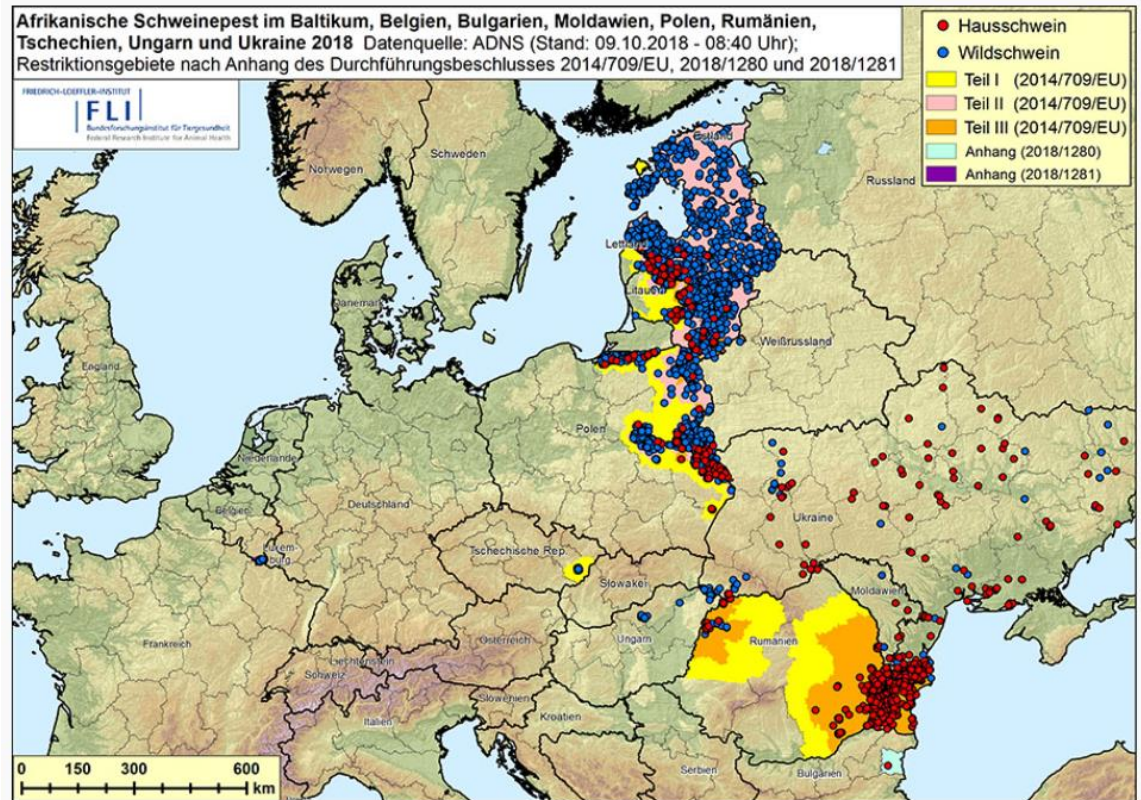 Afrikanische Schweinepest im Baltikum, Belgien, Bulgarien, Moldawien, Polen, Rumänien,
Tschechien, Ungarn und Ukraine 2018 Datenquelle: ADNS (Stand: 09.10.2018 - 08:40 Uhr);
Restriktionsgebiete nach Anhang des Durchführungsbeschlusses 2014/709/EU, 2018/1280 und 2018/1281
Hausschwein
Wildschwein
Teil I (2014/709/EU)
Teil II (2014/709/EU)
Teil III (2014/709/EU)
Anhang (2018/1280)
Anhang (2018/1281)
FRIEDRICH-LOEFFLER-INSTITUT
FLI
Bundesforschungsinstitut für Tiergesundheit
Federal Research Institute for Animal Health
Estland
Schweden
Norwegen
Russland
Lettland
Litauen
Dänemark
Weißrussland
England
Polen
Niederlande
Deutschland
Belgien
Ukraine
Luxem-
burg
Tschechische Rep.
Slowakei
Moldawien
Frankreich
Österreich
Ungarn
Rumänien
Liechtenstein
Schweiz
Slowenien
Kroatien
Italien
Serbien
Bulgarien
0 150 300 600
km